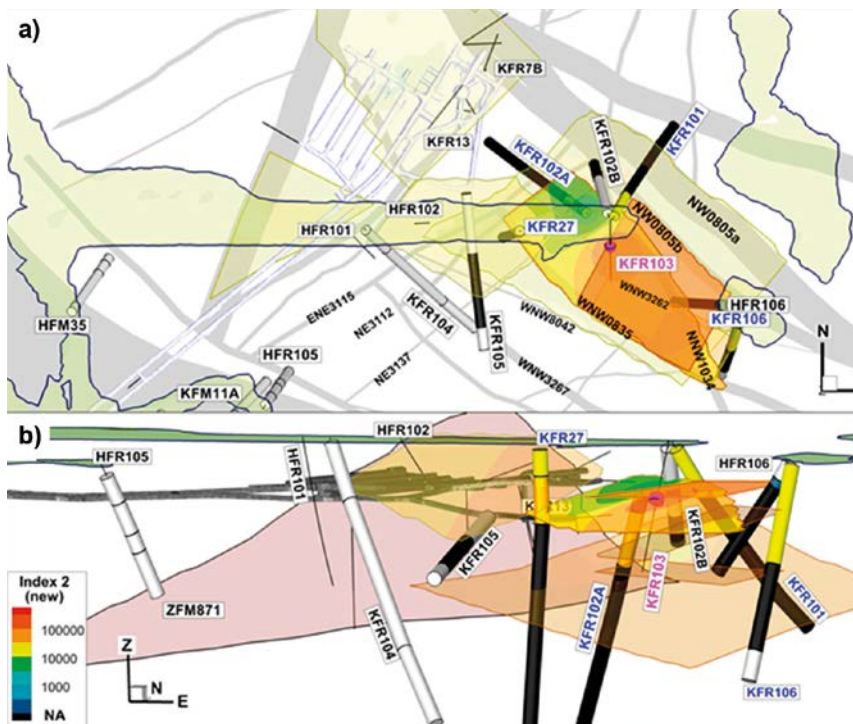 a)
KFR7B
KFR13
KFR102A
KFR102B
KFR101
HFR102
HFR101
KFR27
NW0805b
NW0805a
KFR103
WNW3262
HFR106
KFR106
ENE3115
NE3112
NE3137
KFR104
KFR105
WNW8042
WNW0835
NNW1034
WNW3267
HFM35
HFR105
KFM11A
N
b)
HFR102
KFR27
HFR105
HFR101
HFR106
KFR13
KFR105
KFR102B
KFR103
KFR102A
KFR101
ZFM871
KFR104
KFR106
Index 2
(new)
100000
10000
1000
NA
Z
N
E